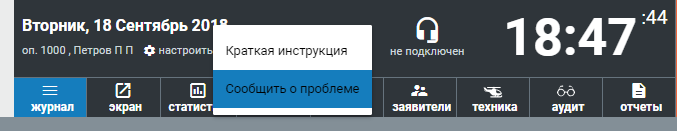 Вторник, 18 Сентябрь 2018
оп. 1000 , Петров П П настроить
Краткая инструкция
Сообщить о проблеме
не подключен
18:47 :44
журнал
экран
статист
заявители
техника
аудит
отчеты